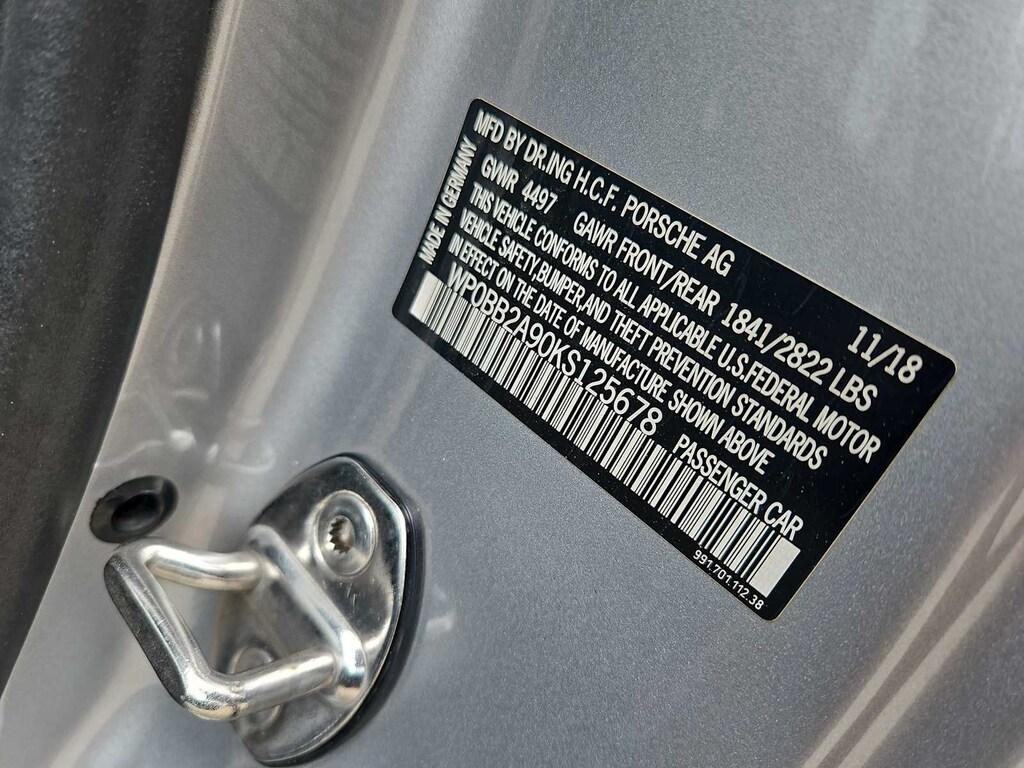 MFD BY DR.ING H.C.F. PORSCHE AG 11/18
GVWR 4497 GAWR FRONT/REAR 1841/2822 LBS
THIS VEHICLE CONFORMS TO ALL APPLICABLE U.S.FEDERAL MOTOR
VEHICLE SAFETY,BUMPER,AND THEFT PREVENTION STANDARDS
IN EFFECT ON THE DATE OF MANUFACTURE SHOWN ABOVE
WP0BB2A90KS125678 PASSENGER CAR
MADE IN GERMANY
991.701.112.38